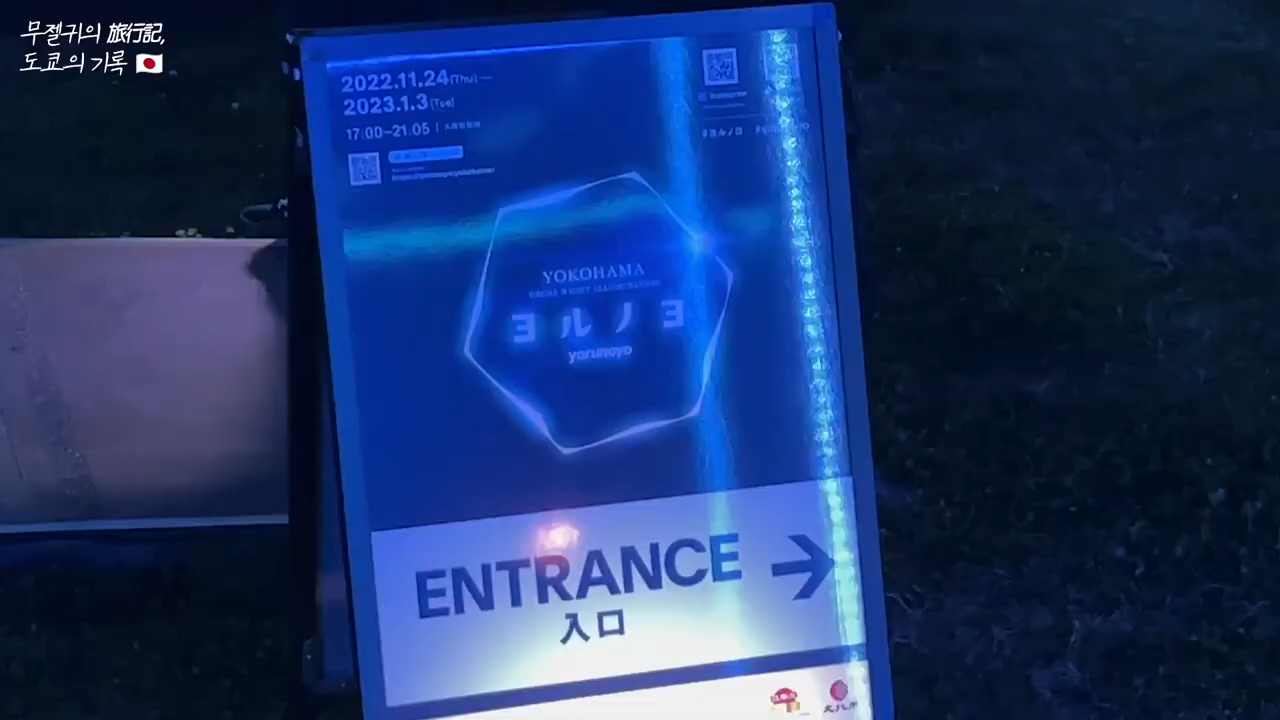 무젤귀의 旅行記,
도쿄의 기록
2022.11.24(Thu)—
2023.1.3(Tue)
17:00–21:05
YOKOHAMA
ヨルノヨ
yorunoyo
ENTRANCE →
入口